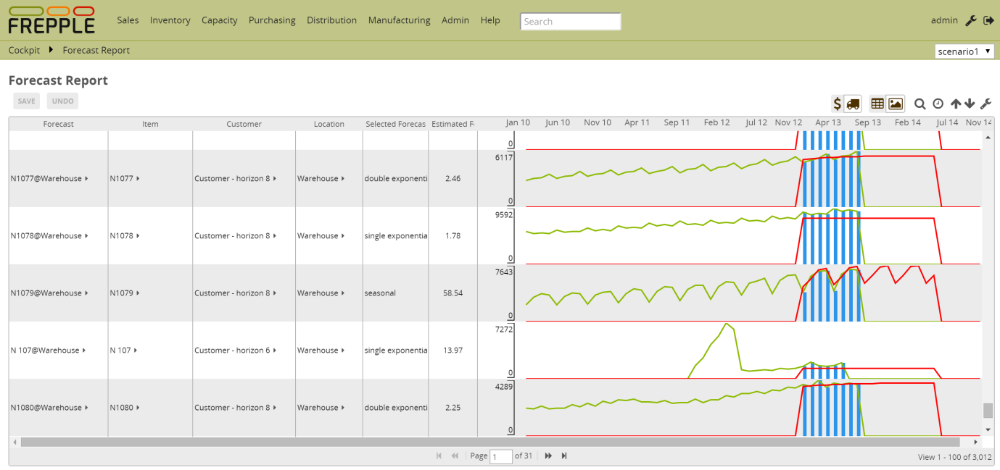 FREPPLE Sales Inventory Capacity Purchasing Distribution Manufacturing Admin Help Search admin
Cockpit Forecast Report scenario1
Forecast Report
SAVE UNDO $
Forecast Item Customer Location Selected Forecas Estimated F Jan 10 Jun 10 Nov 10 Apr 11 Sep 11 Feb 12 Jul 12 Nov 12 Apr 13 Sep 13 Feb 14 Jul 14 Nov 14
0
6117
N1077@Warehouse N1077 Customer - horizon 8 Warehouse double exponenti 2.46
0
9592
N1078@Warehouse N1078 Customer - horizon 8 Warehouse single exponentia 1.78
0
7643
N1079@Warehouse N1079 Customer - horizon 8 Warehouse seasonal 58.54
0
7272
N 107@Warehouse N 107 Customer - horizon 6 Warehouse single exponentia 13.97
0
4289
N1080@Warehouse N1080 Customer - horizon 8 Warehouse double exponenti 2.25
0
Page 1 of 31 View 1 - 100 of 3,012